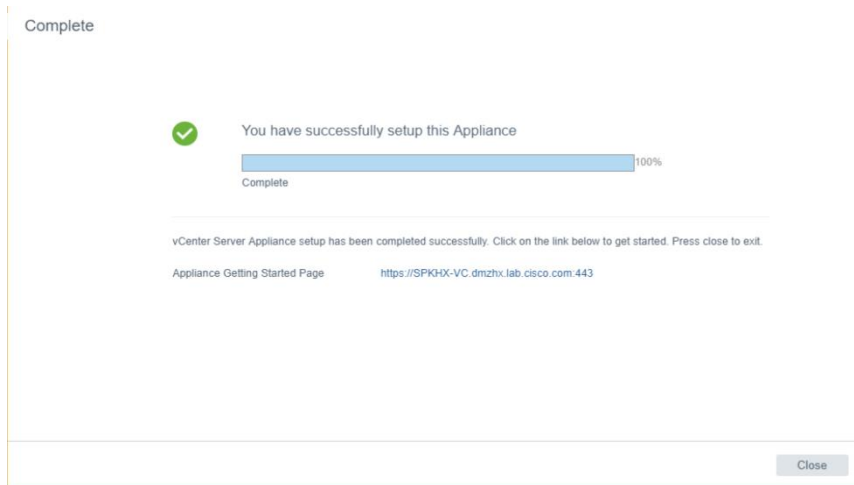 Complete
You have successfully setup this Appliance
100%
Complete
vCenter Server Appliance setup has been completed successfully. Click on the link below to get started. Press close to exit.
Appliance Getting Started Page https://SPKHX-VC.dmzhx.lab.cisco.com:443
Close